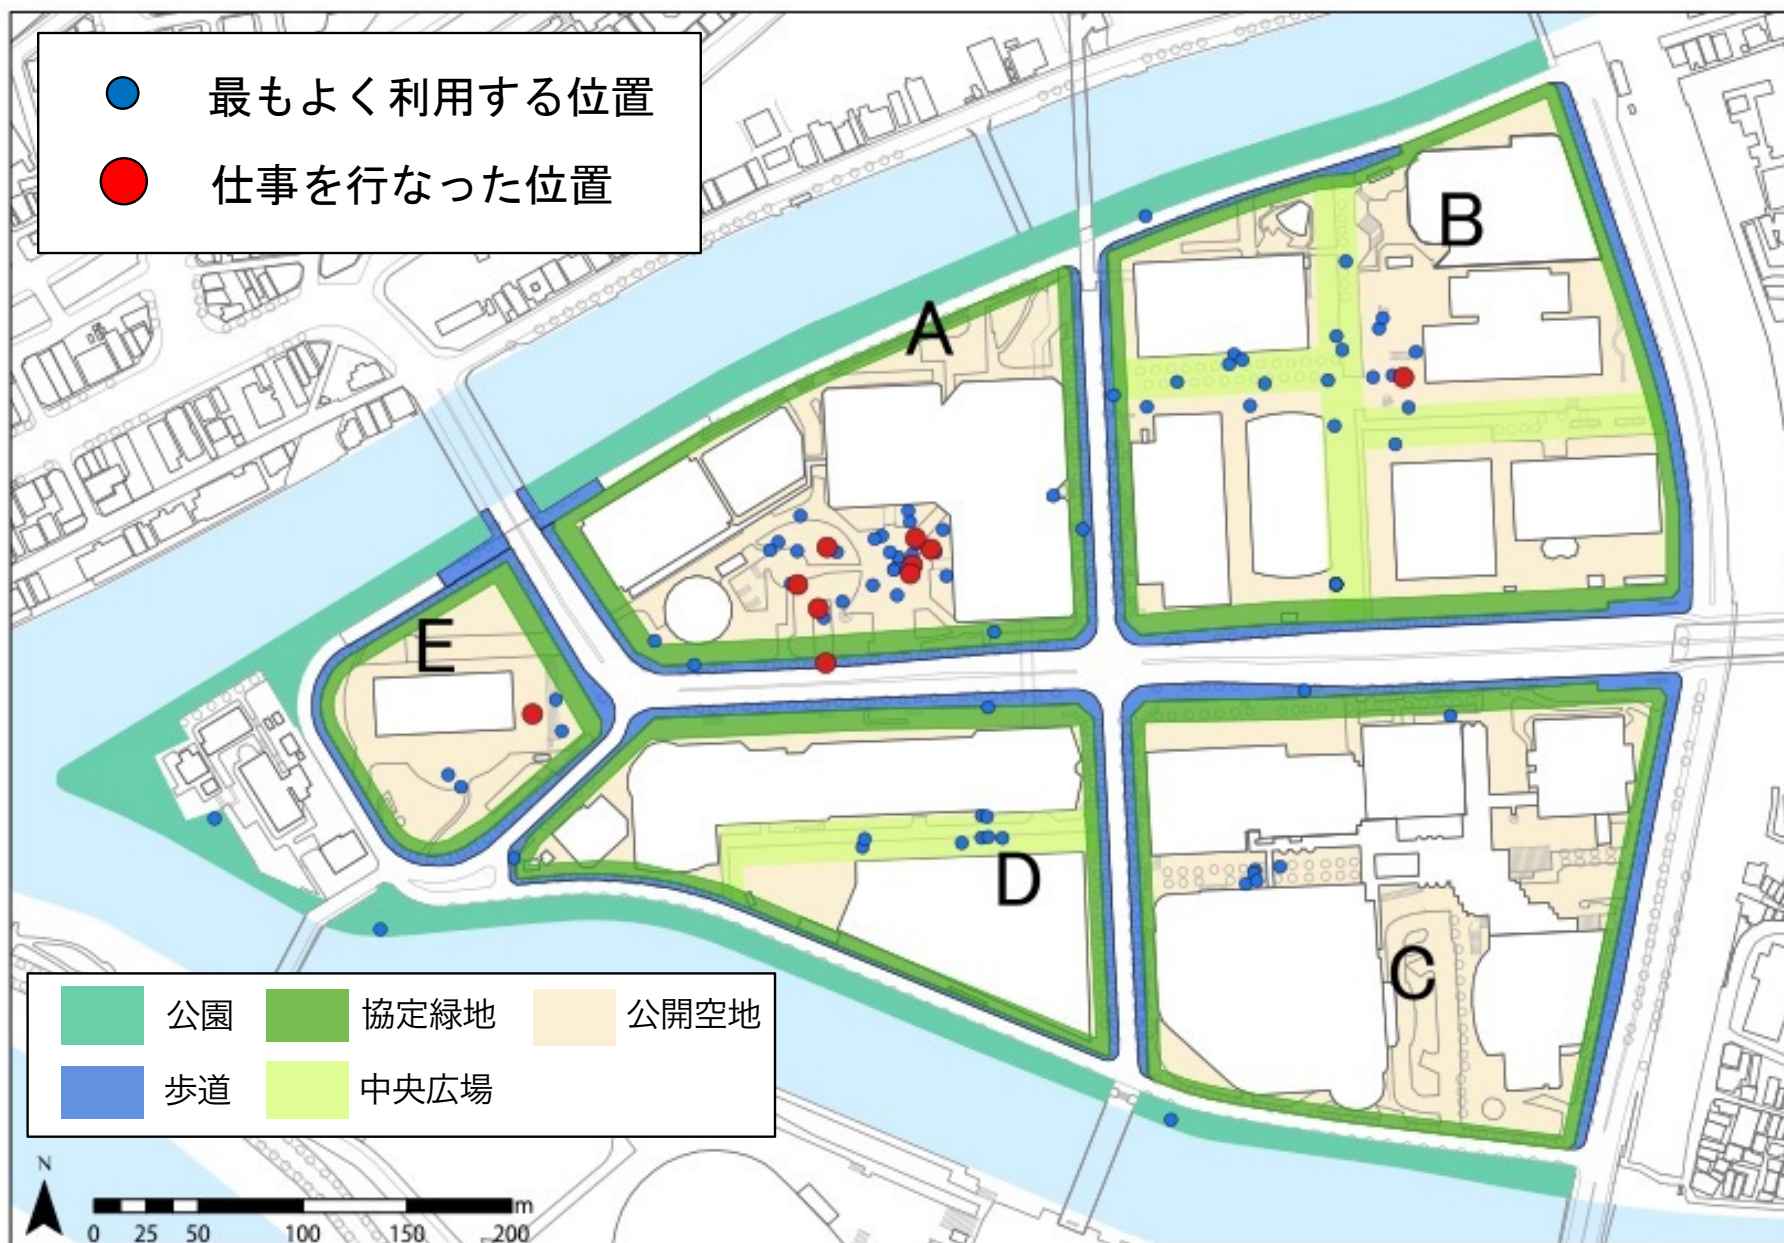 最もよく利用する位置
仕事を行なった位置
B
A
E
D
C
公園 協定緑地 公開空地
歩道 中央広場
N
m
0 25 50 100 150 200